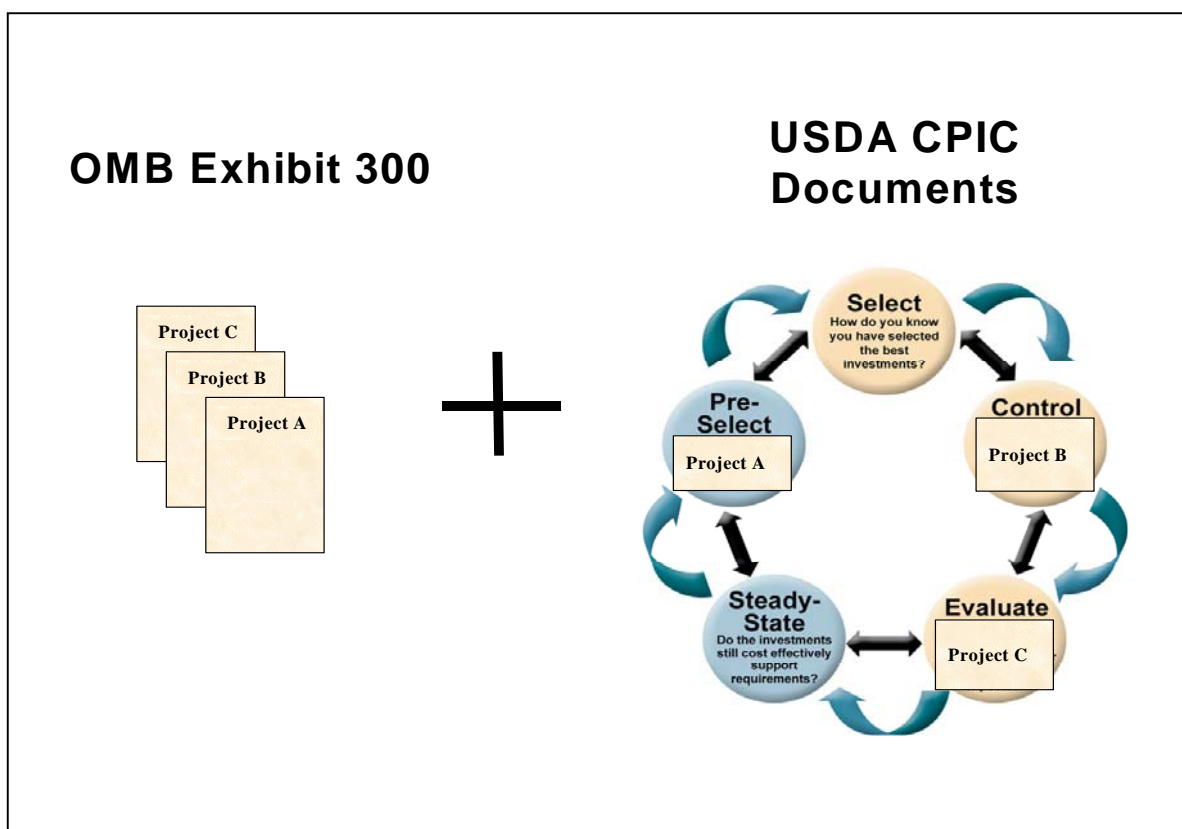 OMB Exhibit 300
USDA CPIC
Documents
Project C
Project B
Project A
Select
How do you know
you have selected
the best
investments?
Pre-
Select
Project A
Control
Project B
Steady-
State
Do the investments
still cost effectively
support
requirements?
Evaluate
Project C